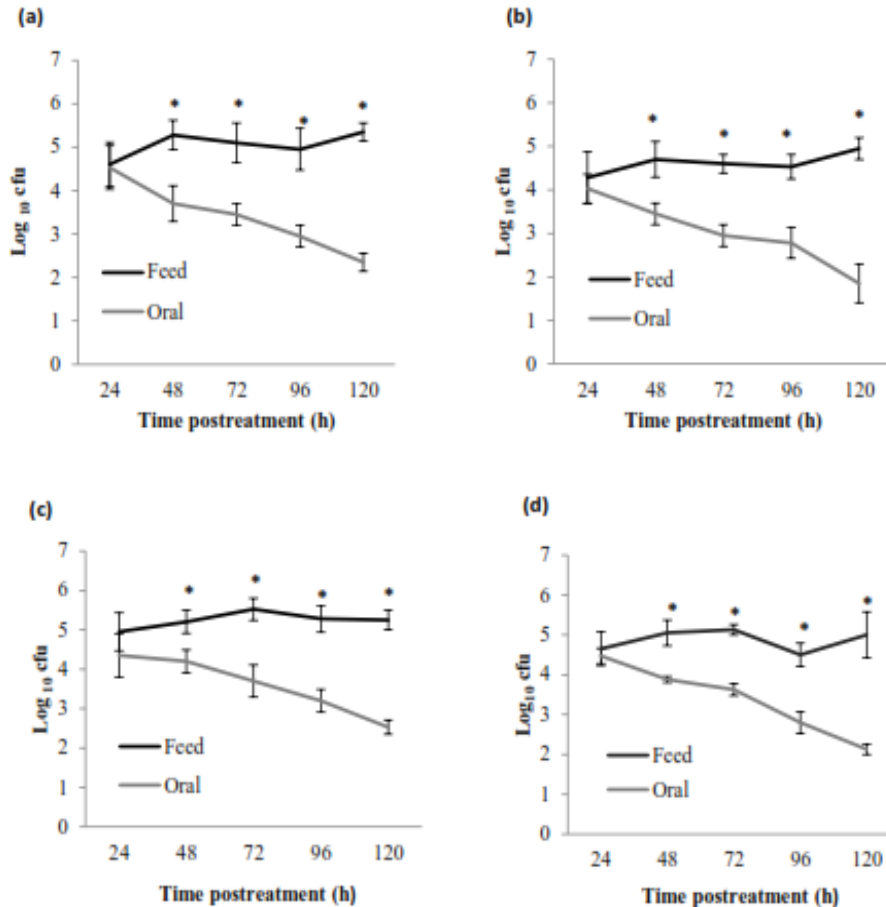 (a)
7
6
5
4
3
2
1
0
Log 10 cfu
*
*
*
*
Feed
Oral
24 48 72 96 120
Time postreatment (h)
(b)
7
6
5
4
3
2
1
0
Log 10 cfu
*
*
*
*
Feed
Oral
24 48 72 96 120
Time postreatment (h)
(c)
7
6
5
4
3
2
1
0
Log 10 cfu
*
*
*
*
Feed
Oral
24 48 72 96 120
Time postreatment (h)
(d)
7
6
5
4
3
2
1
0
Log10 cfu
*
*
*
*
Feed
Oral
24 48 72 96 120
Time postreatment (h)